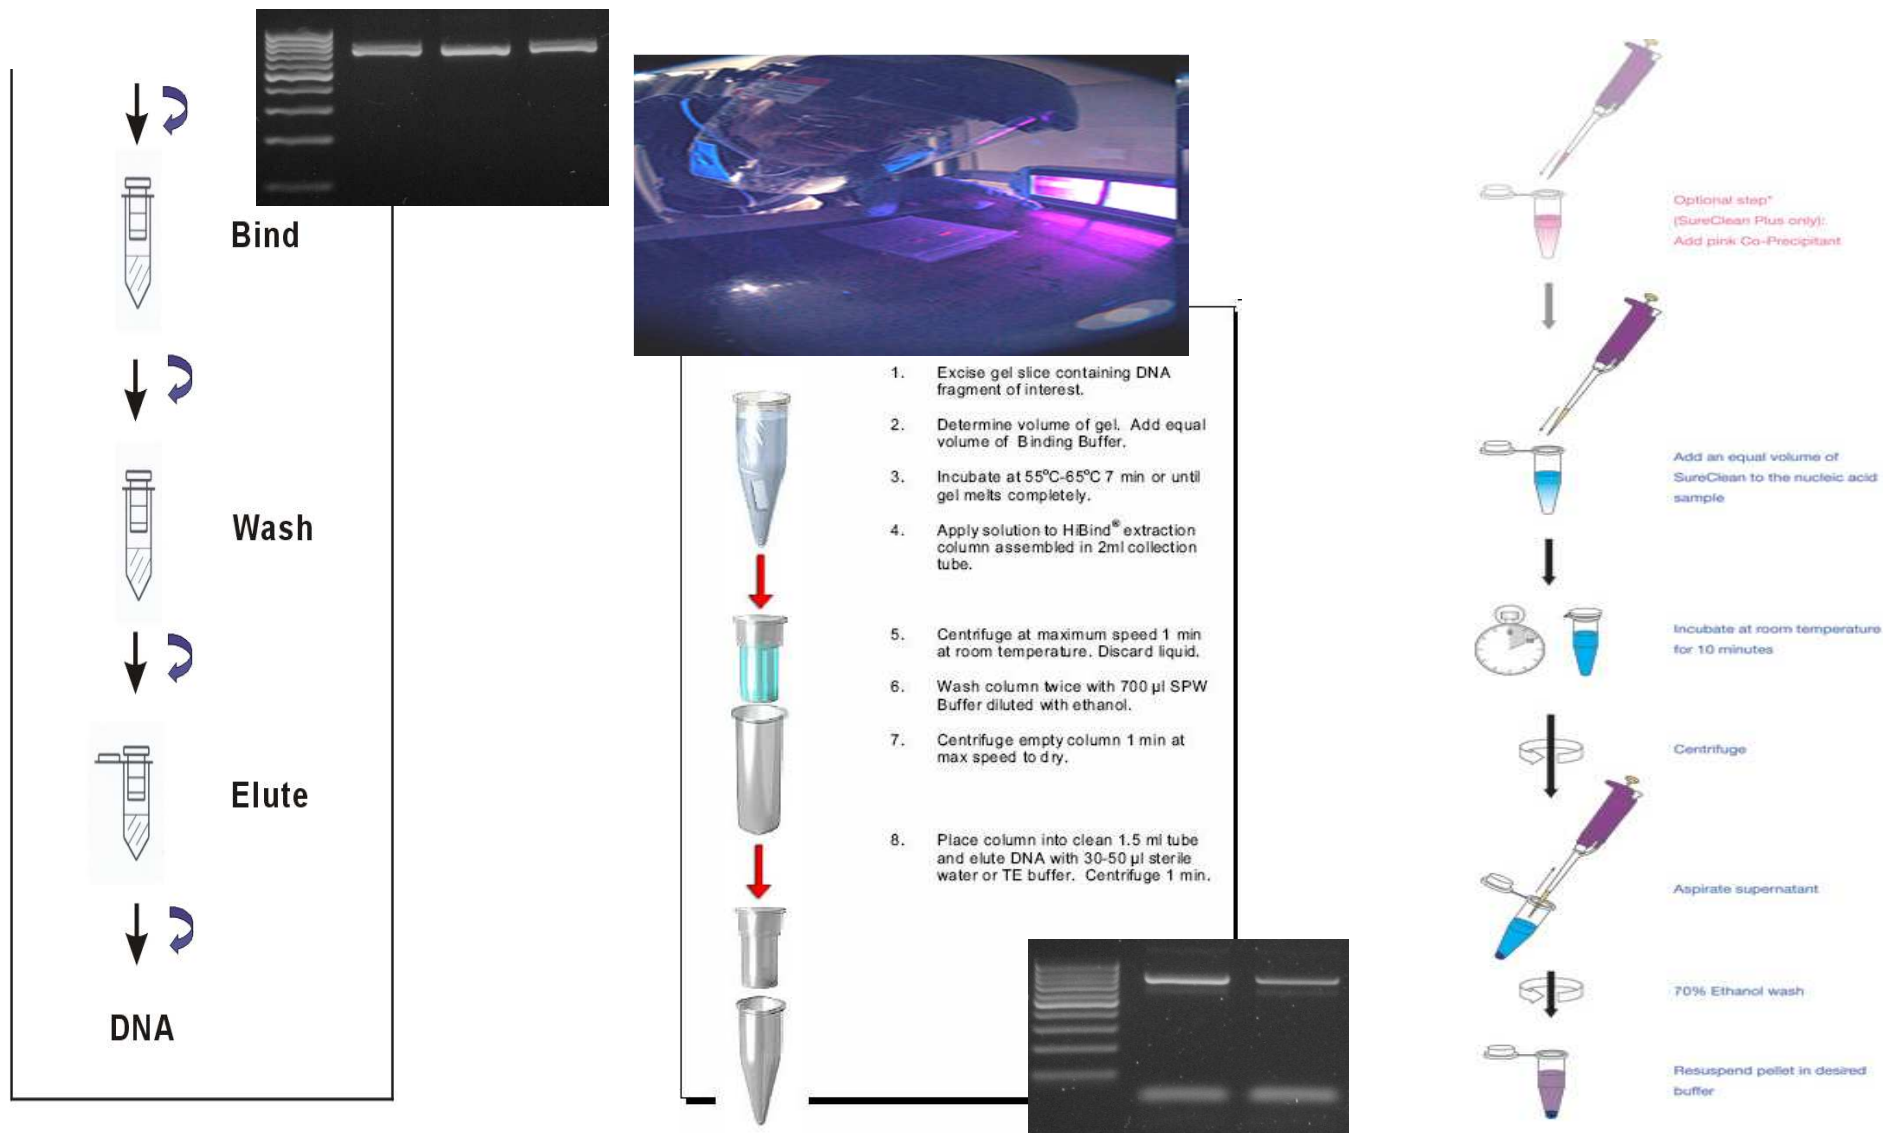 Bind
Wash
Elute
DNA
1. Excise gel slice containing DNA
fragment of interest.
2. Determine volume of gel. Add equal
volume of Binding Buffer.
3. Incubate at 55°C-65°C 7 min or until
gel melts completely.
4. Apply solution to HiBind® extraction
column assembled in 2ml collection
tube.
5. Centrifuge at maximum speed 1 min
at room temperature. Discard liquid.
6. Wash column twice with 700 µl SPW
Buffer diluted with ethanol.
7. Centrifuge empty column 1 min at
max speed to dry.
8. Place column into clean 1.5 ml tube
and elute DNA with 30-50 µl sterile
water or TE buffer. Centrifuge 1 min.
Optional step*
(SureClean Plus only):
Add pink Co-Precipitant
Add an equal volume of
SureClean to the nucleic acid
sample
Incubate at room temperature
for 10 minutes
Centrifuge
Aspirate supernatant
70% Ethanol wash
Resuspend pellet in desired
buffer